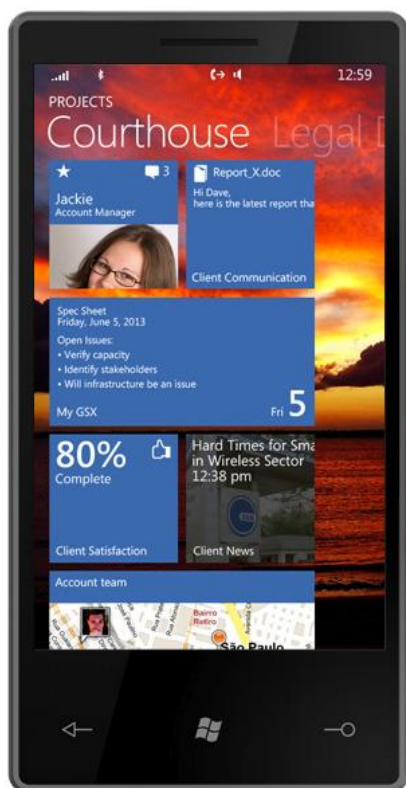 12:59
PROJECTS
Courthouse Legal D
3
Jackie
Account Manager
Report_X.doc
Hi Dave,
here is the latest report tha
Client Communication
Spec Sheet
Friday, June 5, 2013
Open Issues:
• Verify capacity
• Identify stakeholders
• Will infrastructure be an issue
My GSX
Fri 5
80%
Complete
Client Satisfaction
Hard Times for Sma
in Wireless Sector
12:38 pm
Client News
Account team
Bairro
Retiro
São Paulo